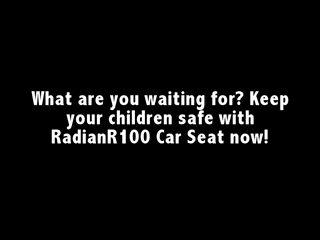 What are you waiting for? Keep
your children safe with
RadianR100 Car Seat now!